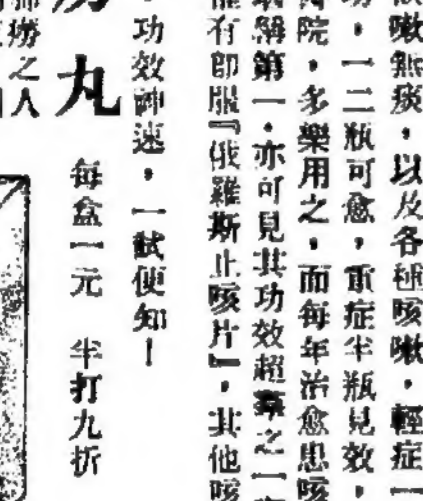 嗽無痰，以及各種咳嗽，輕症一
，一二瓶可愈，重症半瓶見效，
院，多樂用之，而每年治愈患咳
第一，亦可見其功效超羣之一
有即服『俄羅斯止咳片』，其他咳
功效神速，一試便知！
丸
每盒一元　半打九折
癆之人